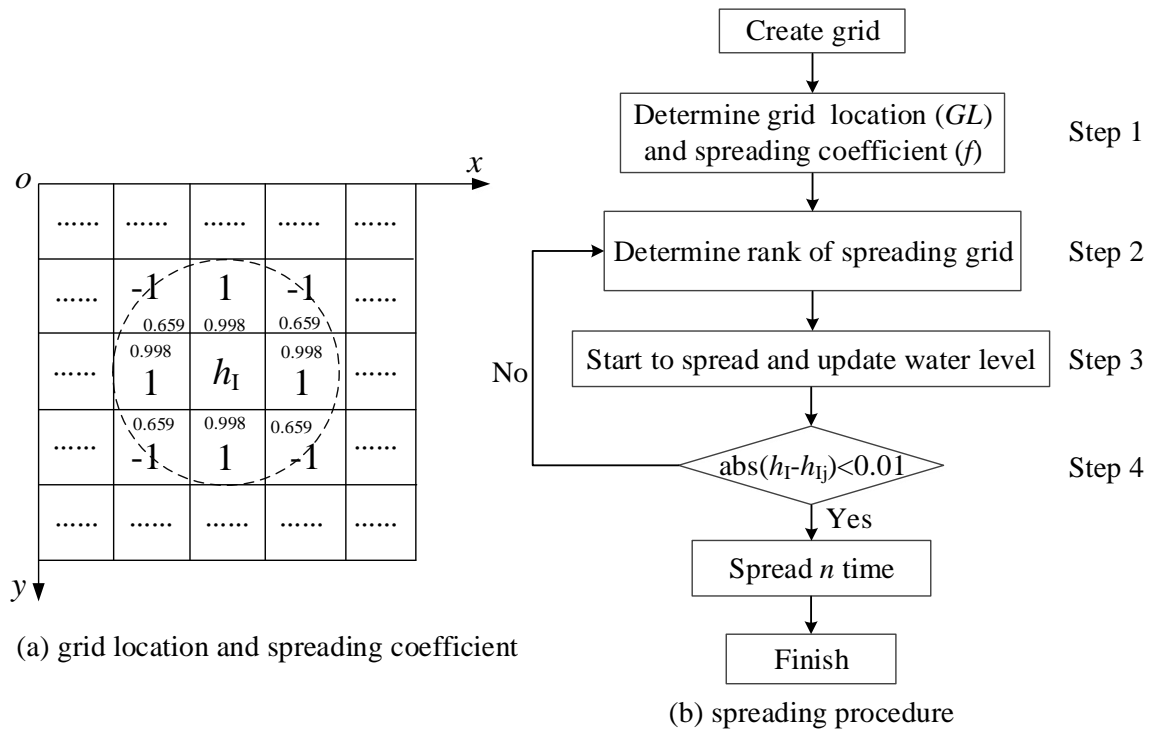 o
x
...... ...... ...... ...... ......
...... -1 1 -1 ......
0.659 0.998 0.659
0.998 0.998
...... 1 hI 1 ......
0.659 0.998 0.659
...... -1 1 -1 ......
...... ...... ...... ...... ......
y
(a) grid location and spreading coefficient
Create grid
Determine grid location (GL)
and spreading coefficient (f)
Step 1
Determine rank of spreading grid
Step 2
Start to spread and update water level
Step 3
No
abs(hI-hIj)<0.01
Step 4
Yes
Spread n time
Finish
(b) spreading procedure